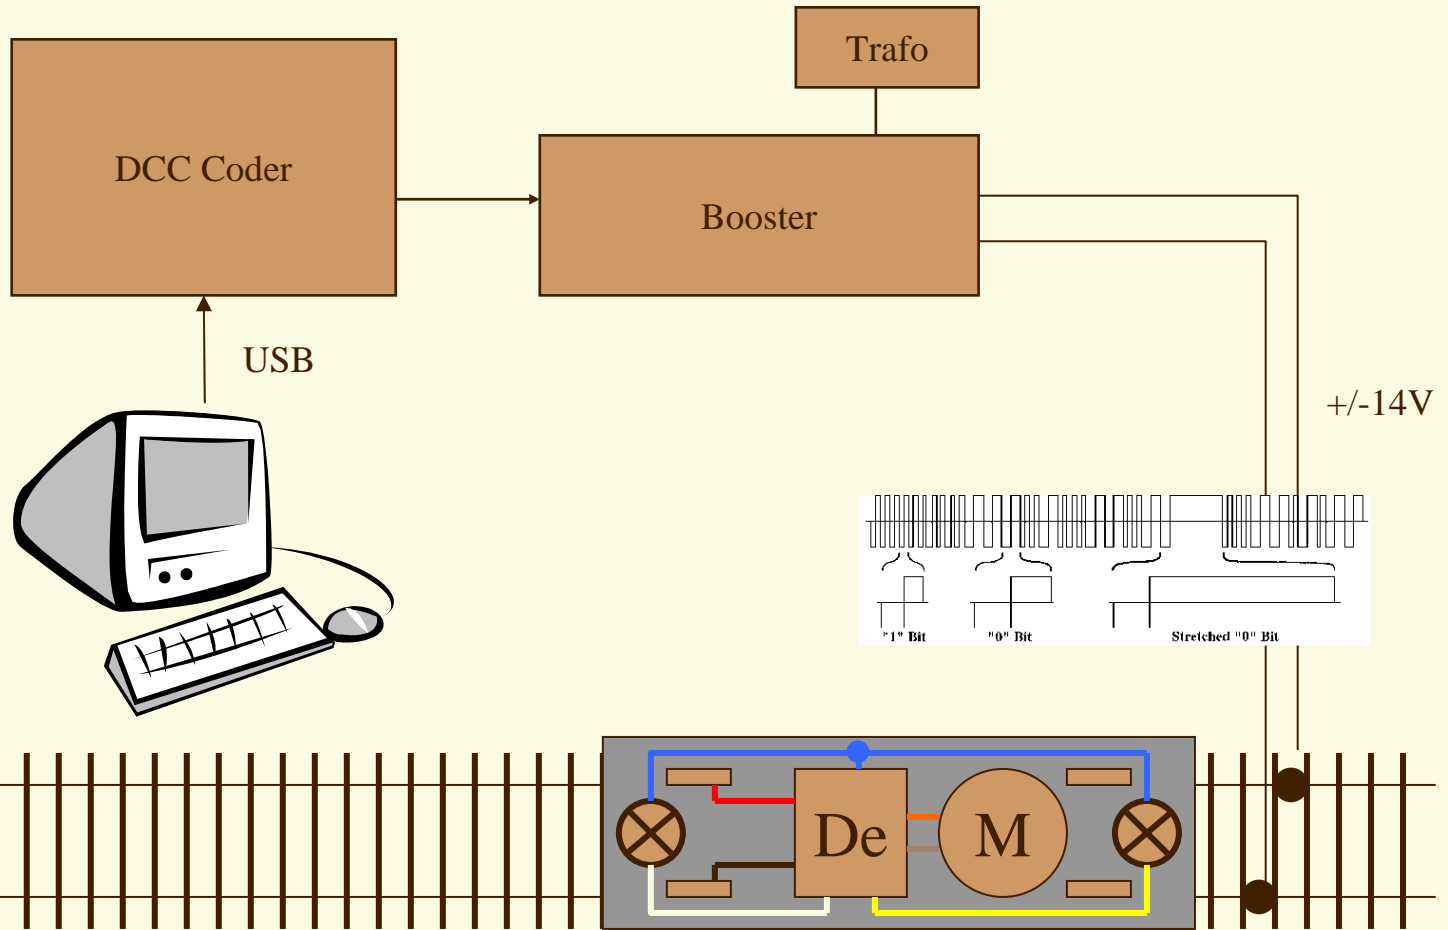 Trafo
DCC Coder
Booster
USB
+/-14V
"1" Bit
"0" Bit
Stretched "0" Bit
De
M